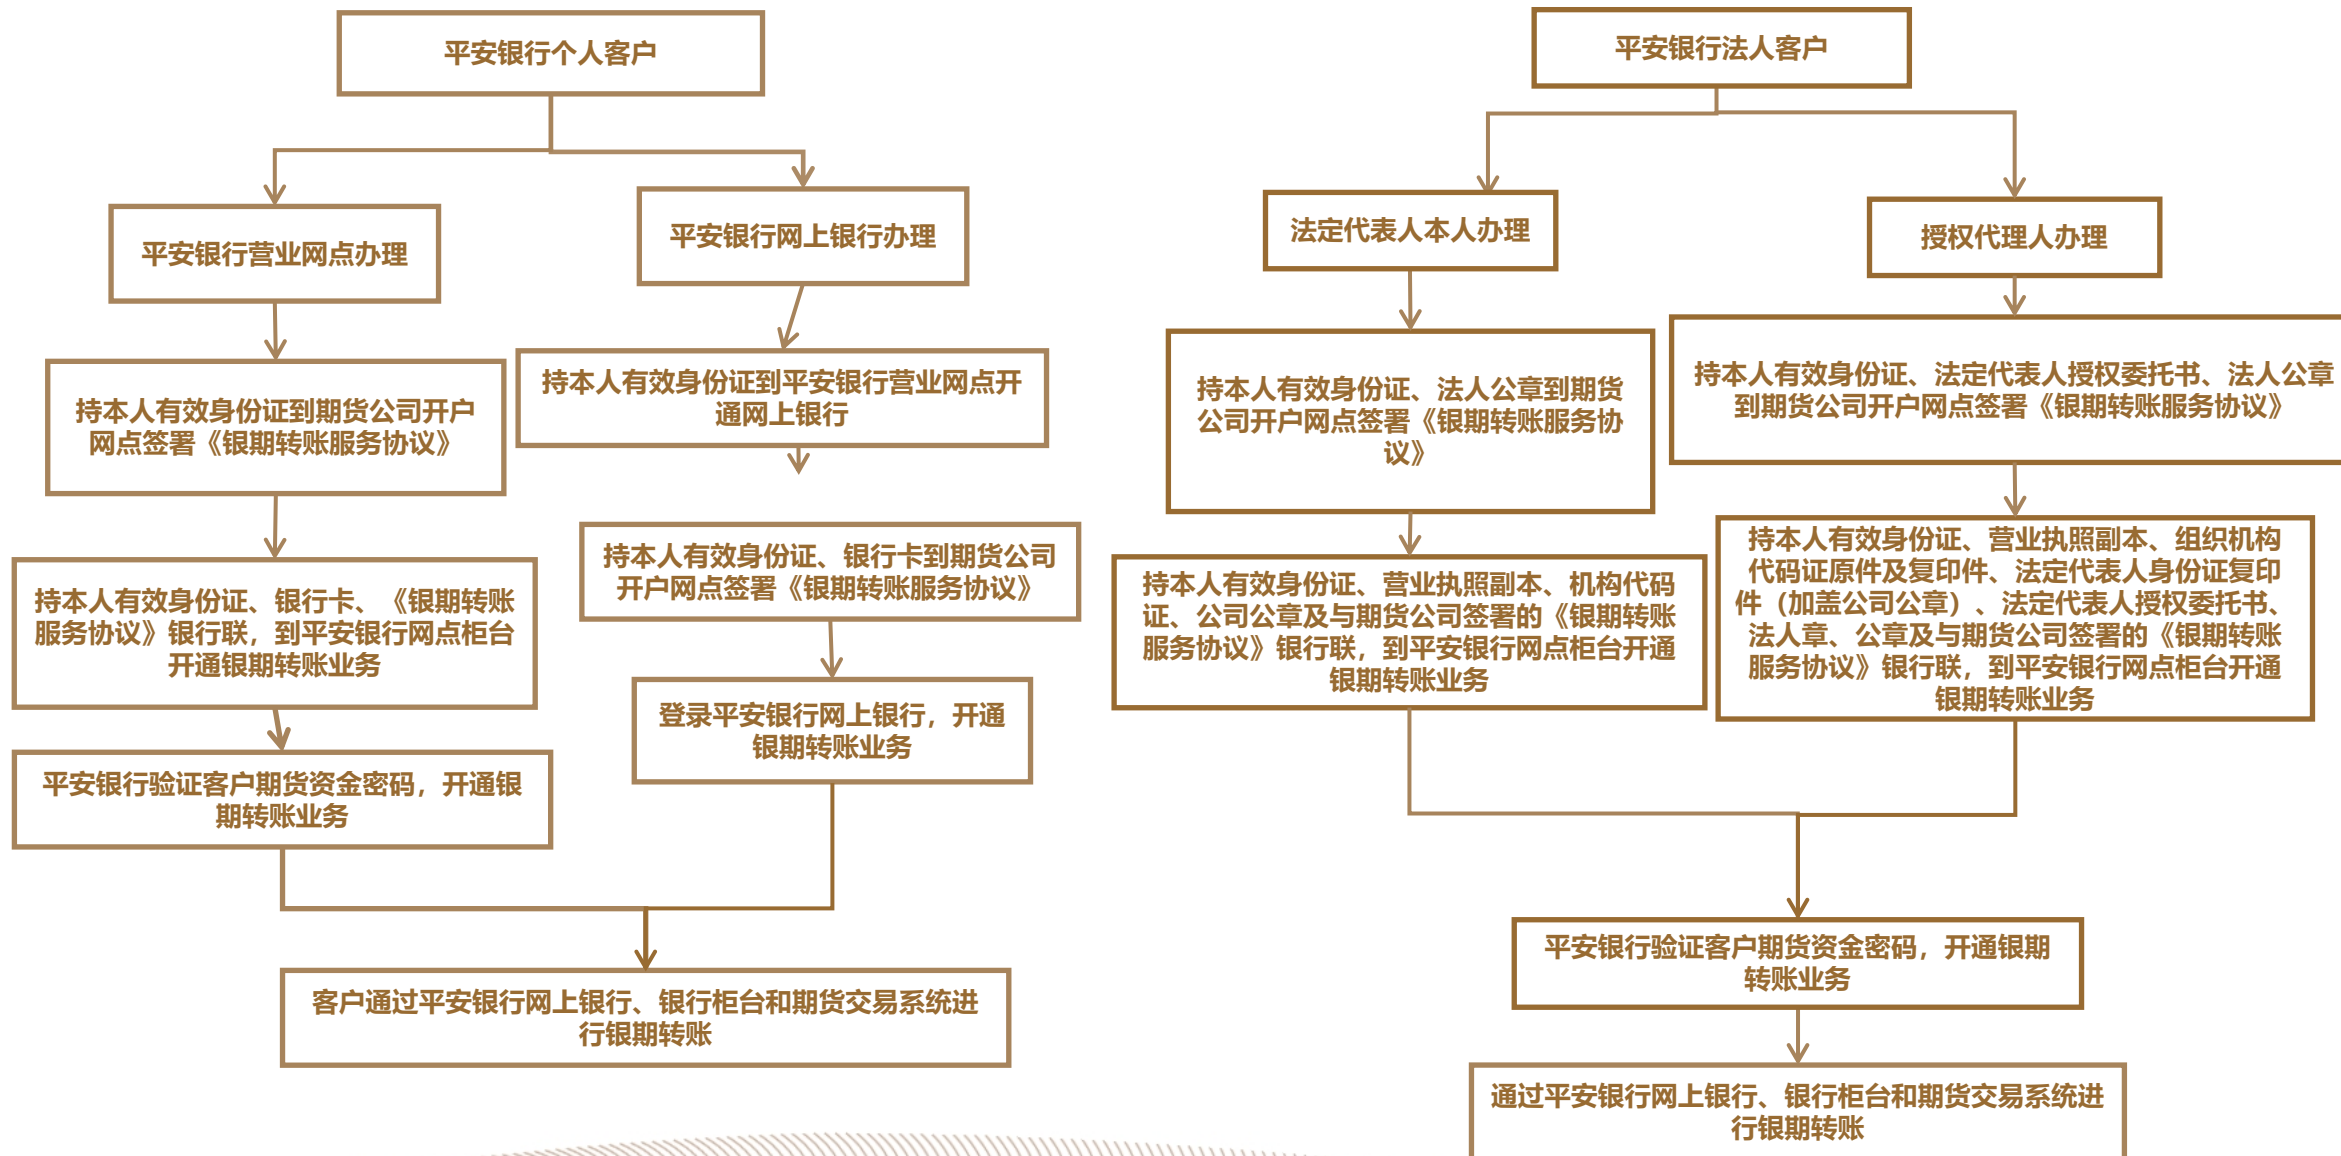 平安银行个人客户
平安银行营业网点办理
平安银行网上银行办理
持本人有效身份证到期货公司开户
网点签署《银期转账服务协议》
持本人有效身份证到平安银行营业网点开
通网上银行
持本人有效身份证、银行卡、《银期转账
服务协议》银行联，到平安银行网点柜台
开通银期转账业务
持本人有效身份证、银行卡到期货公司
开户网点签署《银期转账服务协议》
平安银行验证客户期货资金密码，开通银
期转账业务
登录平安银行网上银行，开通
银期转账业务
客户通过平安银行网上银行、银行柜台和期货交易系统进
行银期转账
平安银行法人客户
法定代表人本人办理
授权代理人办理
持本人有效身份证、法人公章到期货
公司开户网点签署《银期转账服务协
议》
持本人有效身份证、法定代表人授权委托书、法人公章
到期货公司开户网点签署《银期转账服务协议》
持本人有效身份证、营业执照副本、机构代码
证、公司公章及与期货公司签署的《银期转账
服务协议》银行联，到平安银行网点柜台开通
银期转账业务
持本人有效身份证、营业执照副本、组织机构
代码证原件及复印件、法定代表人身份证复印
件（加盖公司公章）、法定代表人授权委托书、
法人章、公章及与期货公司签署的《银期转账
服务协议》银行联，到平安银行网点柜台开通
银期转账业务
平安银行验证客户期货资金密码，开通银期
转账业务
通过平安银行网上银行、银行柜台和期货交易系统进
行银期转账